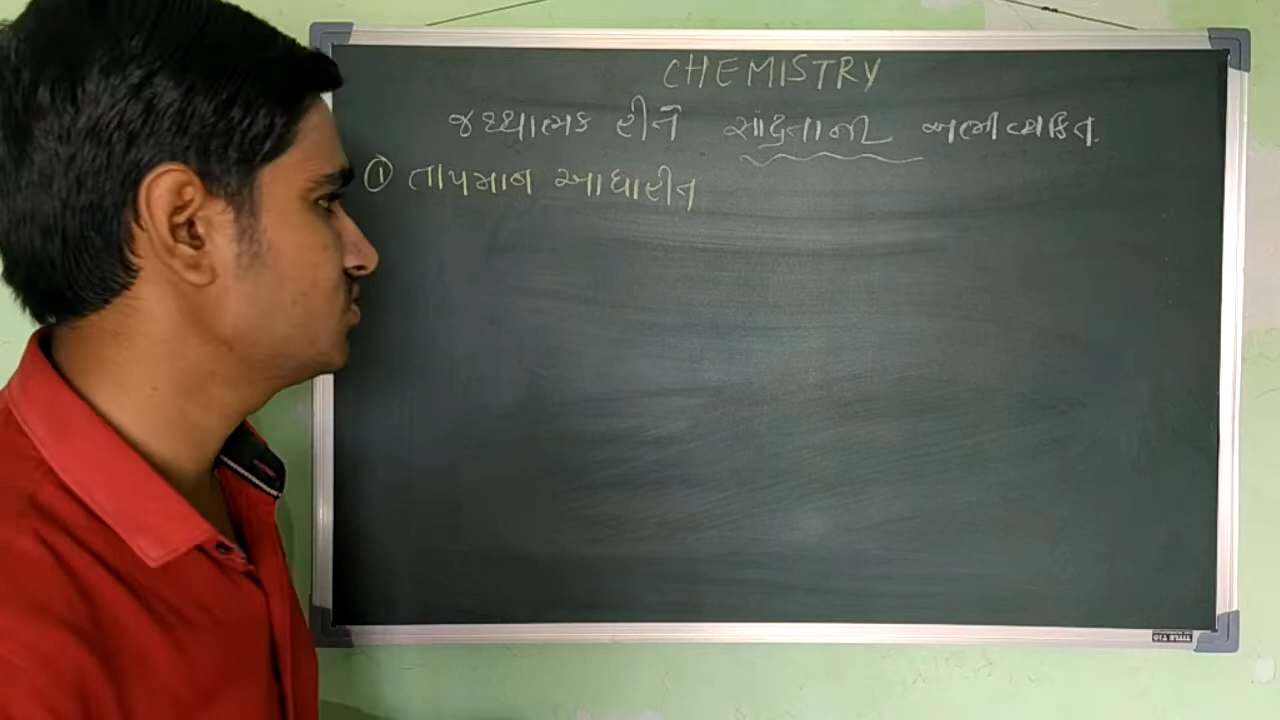 CHEMISTRY
જથ્થાત્મક રીતે સાંદ્રતાની અભીવ્યકિત.
① તાપમાન આધારીત